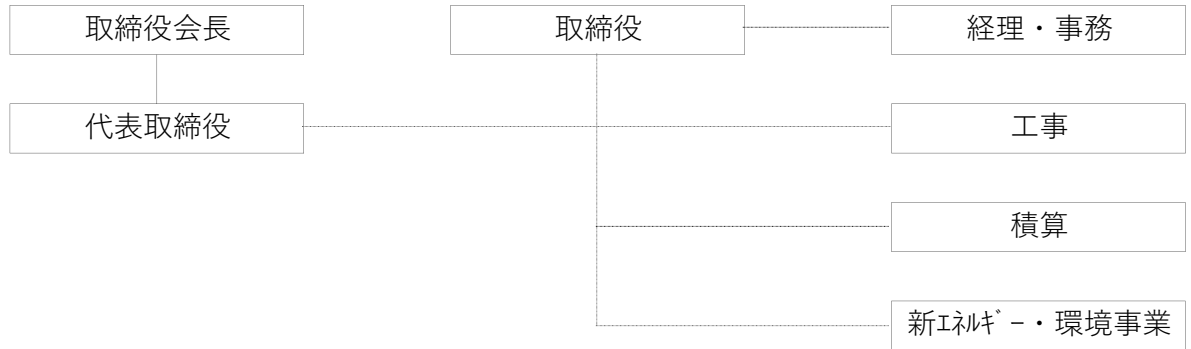 取締役会長
取締役
経理・事務
代表取締役
工事
積算
新ｴﾈﾙｷﾞｰ・環境事業